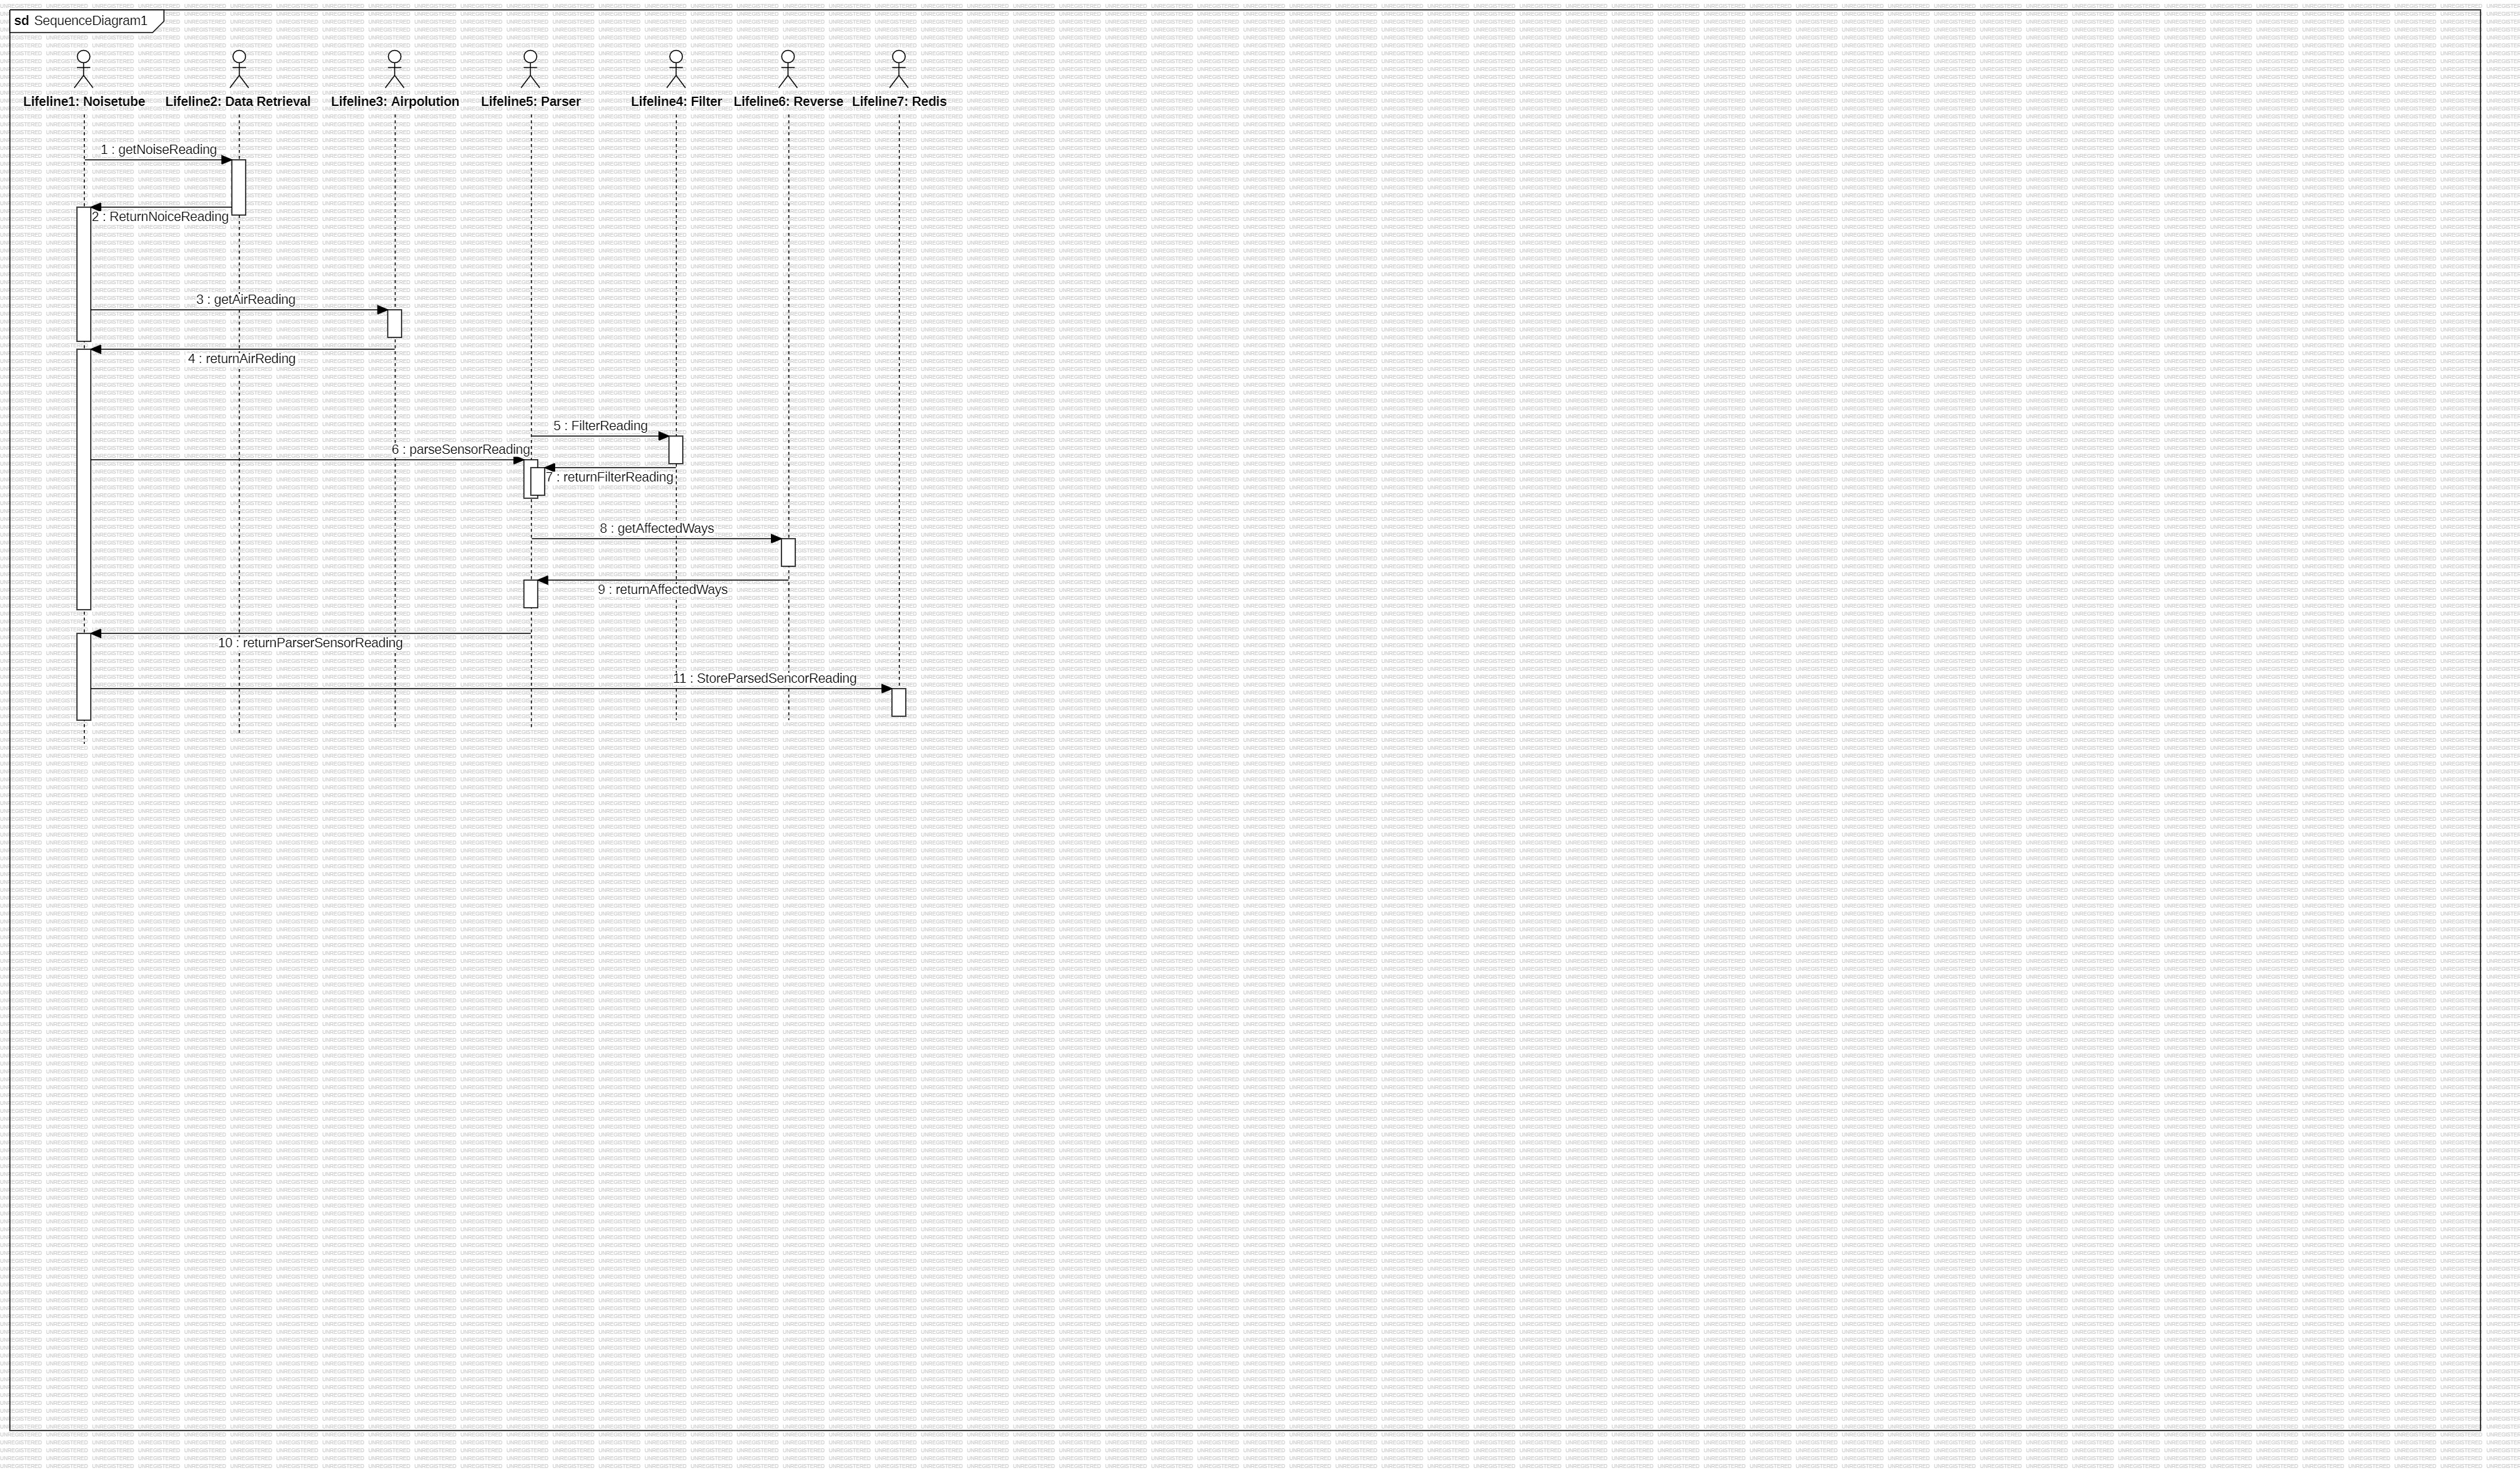 sd SequenceDiagram1
Lifeline1: Noisetube
Lifeline2: Data Retrieval
Lifeline3: Airpolution
Lifeline5: Parser
Lifeline4: Filter
Lifeline6: Reverse
Lifeline7: Redis
1 : getNoiseReading
2 : ReturnNoiceReading
3 : getAirReading
4 : returnAirReding
5 : FilterReading
6 : parseSensorReading
7 : returnFilterReading
8 : getAffectedWays
9 : returnAffectedWays
10 : returnParserSensorReading
11 : StoreParsedSencorReading
UNREGISTERED